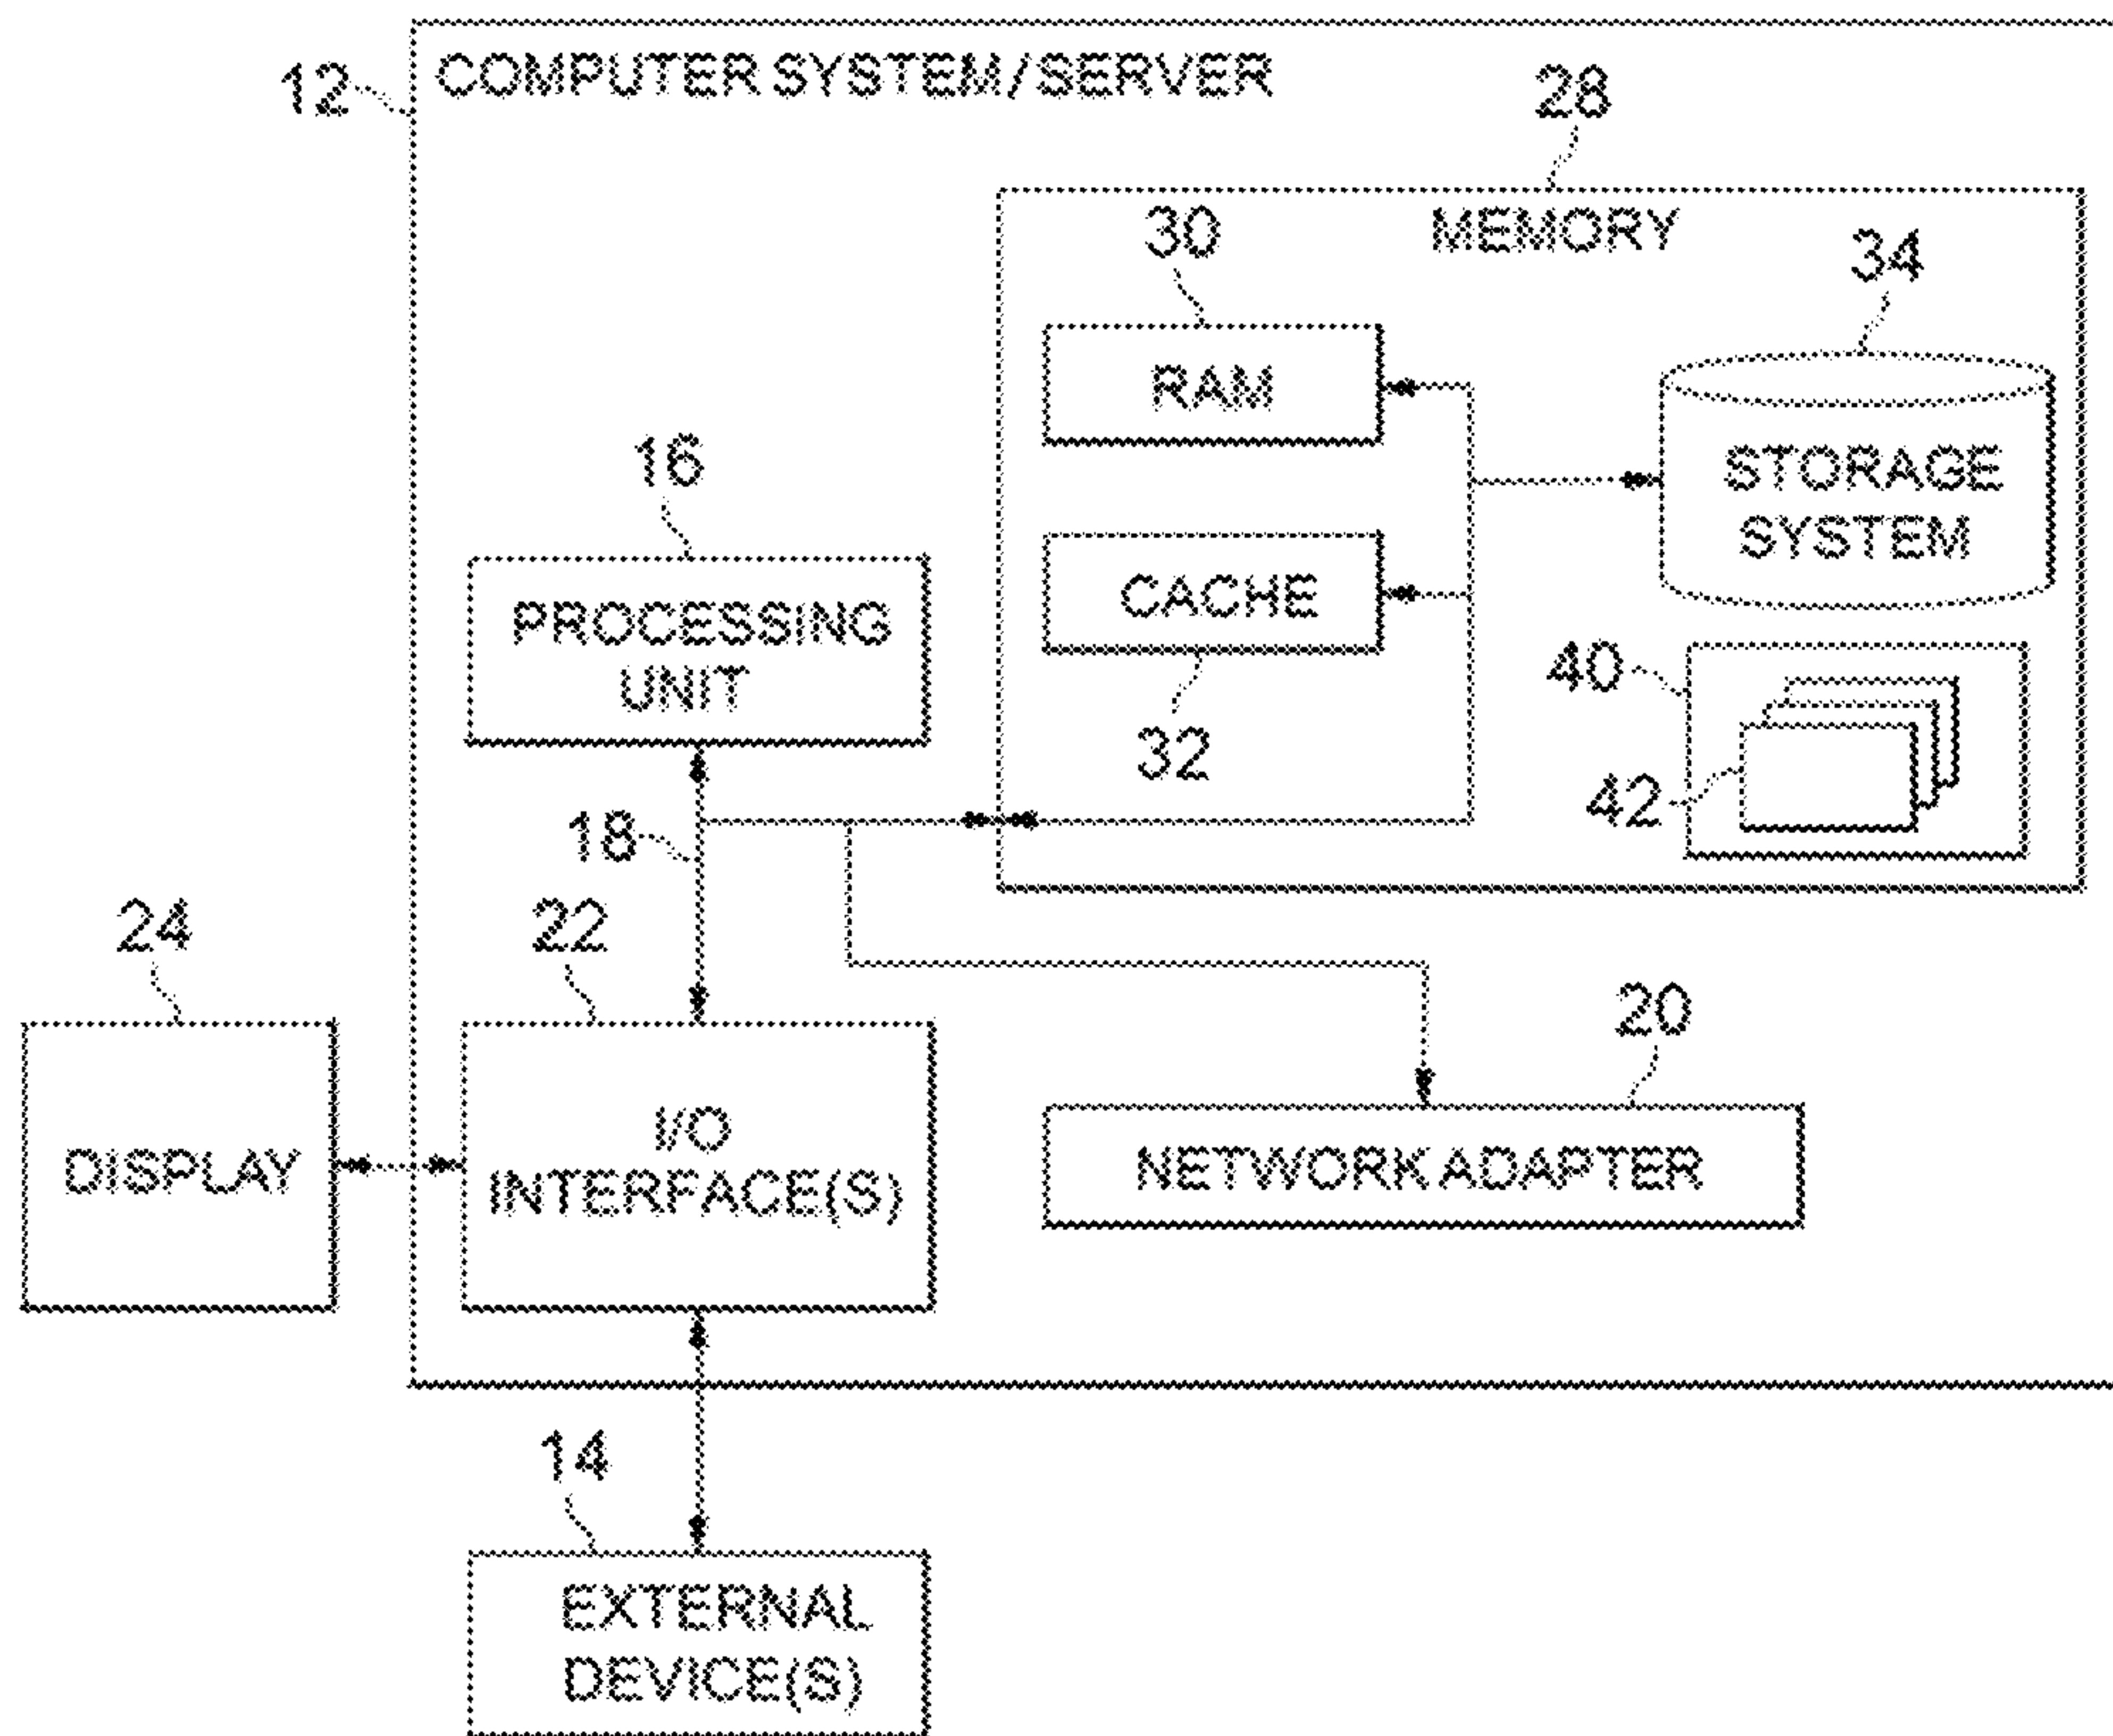 12
COMPUTER SYSTEM / SERVER
28
MEMORY
30
34
RAM
STORAGE
SYSTEM
16
PROCESSING
UNIT
CACHE
32
40
42
18
24
22
20
DISPLAY
I/O
INTERFACE(S)
NETWORK ADAPTER
14
EXTERNAL
DEVICE(S)